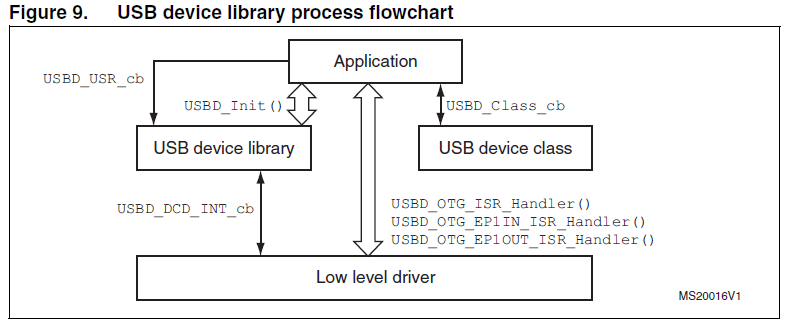 Figure 9. USB device library process flowchart
Application
USBD_USR_cb
USBD_Init()
USBD_Class_cb
USB device library
USB device class
USBD_DCD_INT_cb
USBD_OTG_ISR_Handler()
USBD_OTG_EP1IN_ISR_Handler()
USBD_OTG_EP1OUT_ISR_Handler()
Low level driver
MS20016V1